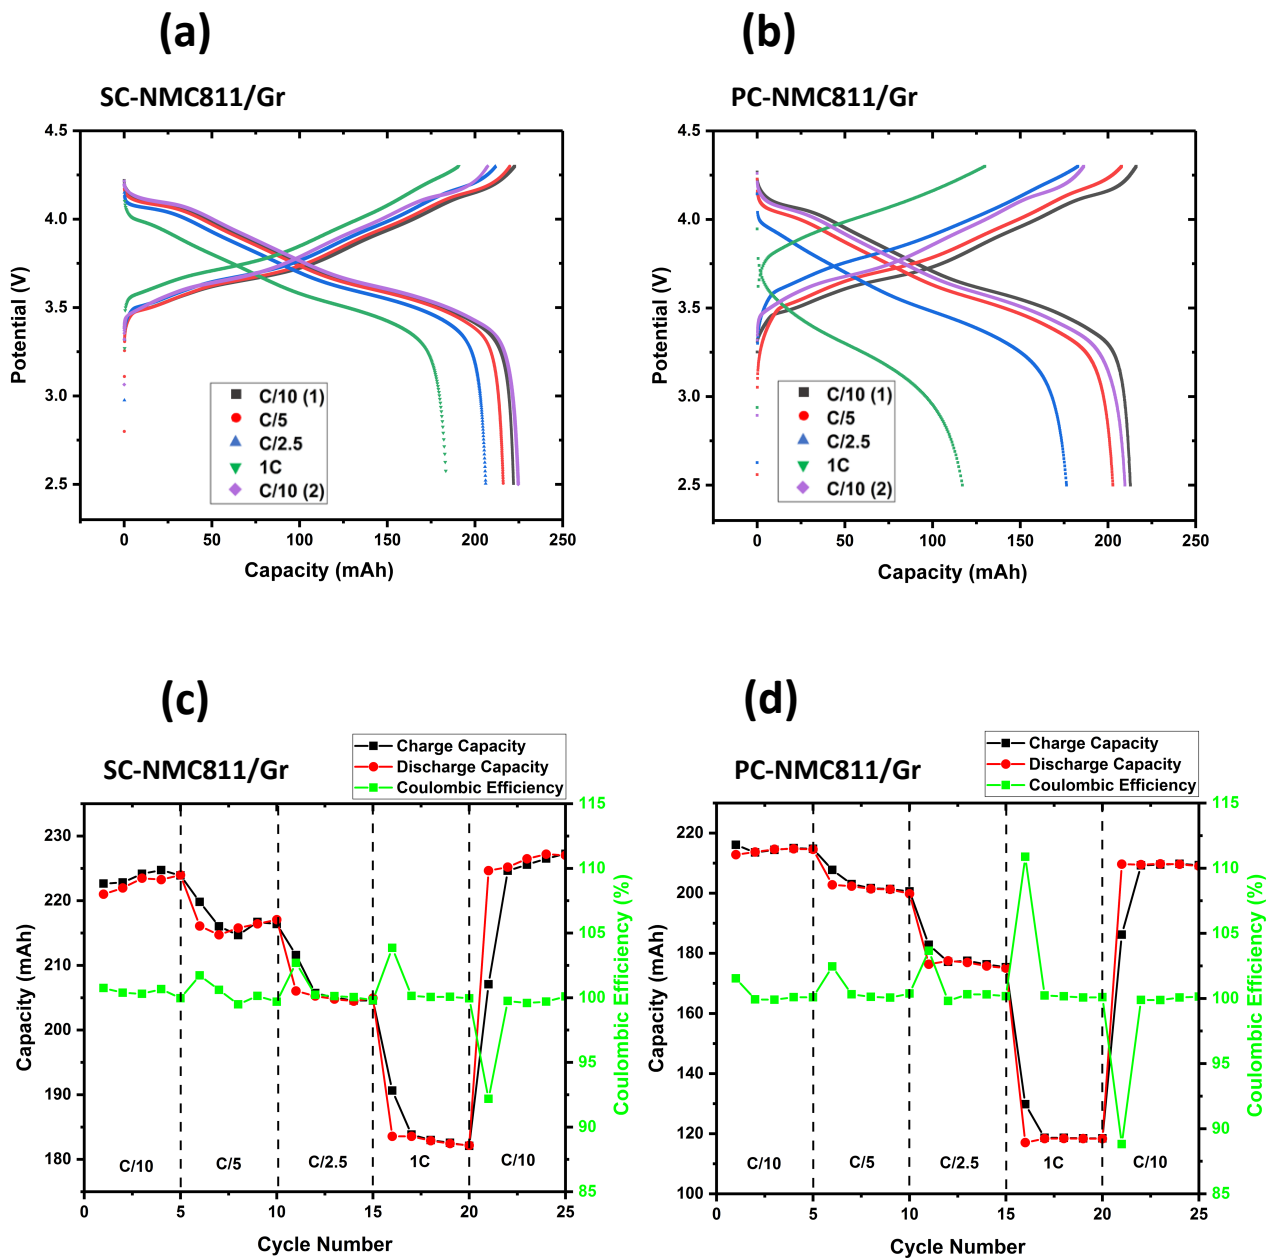 (a)
SC-NMC811/Gr
4.5
4.0
3.5
3.0
2.5
Potential (V)
C/10 (1)
C/5
C/2.5
1C
C/10 (2)
0
50
100
150
200
250
Capacity (mAh)
(b)
PC-NMC811/Gr
4.5
4.0
3.5
3.0
2.5
Potential (V)
C/10 (1)
C/5
C/2.5
1C
C/10 (2)
0
50
100
150
200
250
Capacity (mAh)
(c)
SC-NMC811/Gr
Charge Capacity
Discharge Capacity
Coulombic Efficiency
230
220
210
200
190
180
Capacity (mAh)
115
110
105
100
95
90
85
Coulombic Efficiency (%)
C/10
C/5
C/2.5
1C
C/10
0
5
10
15
20
25
Cycle Number
(d)
PC-NMC811/Gr
Charge Capacity
Discharge Capacity
Coulombic Efficiency
220
200
180
160
140
120
100
Capacity (mAh)
115
110
105
100
95
90
85
Coulombic Efficiency (%)
C/10
C/5
C/2.5
1C
C/10
0
5
10
15
20
25
Cycle Number